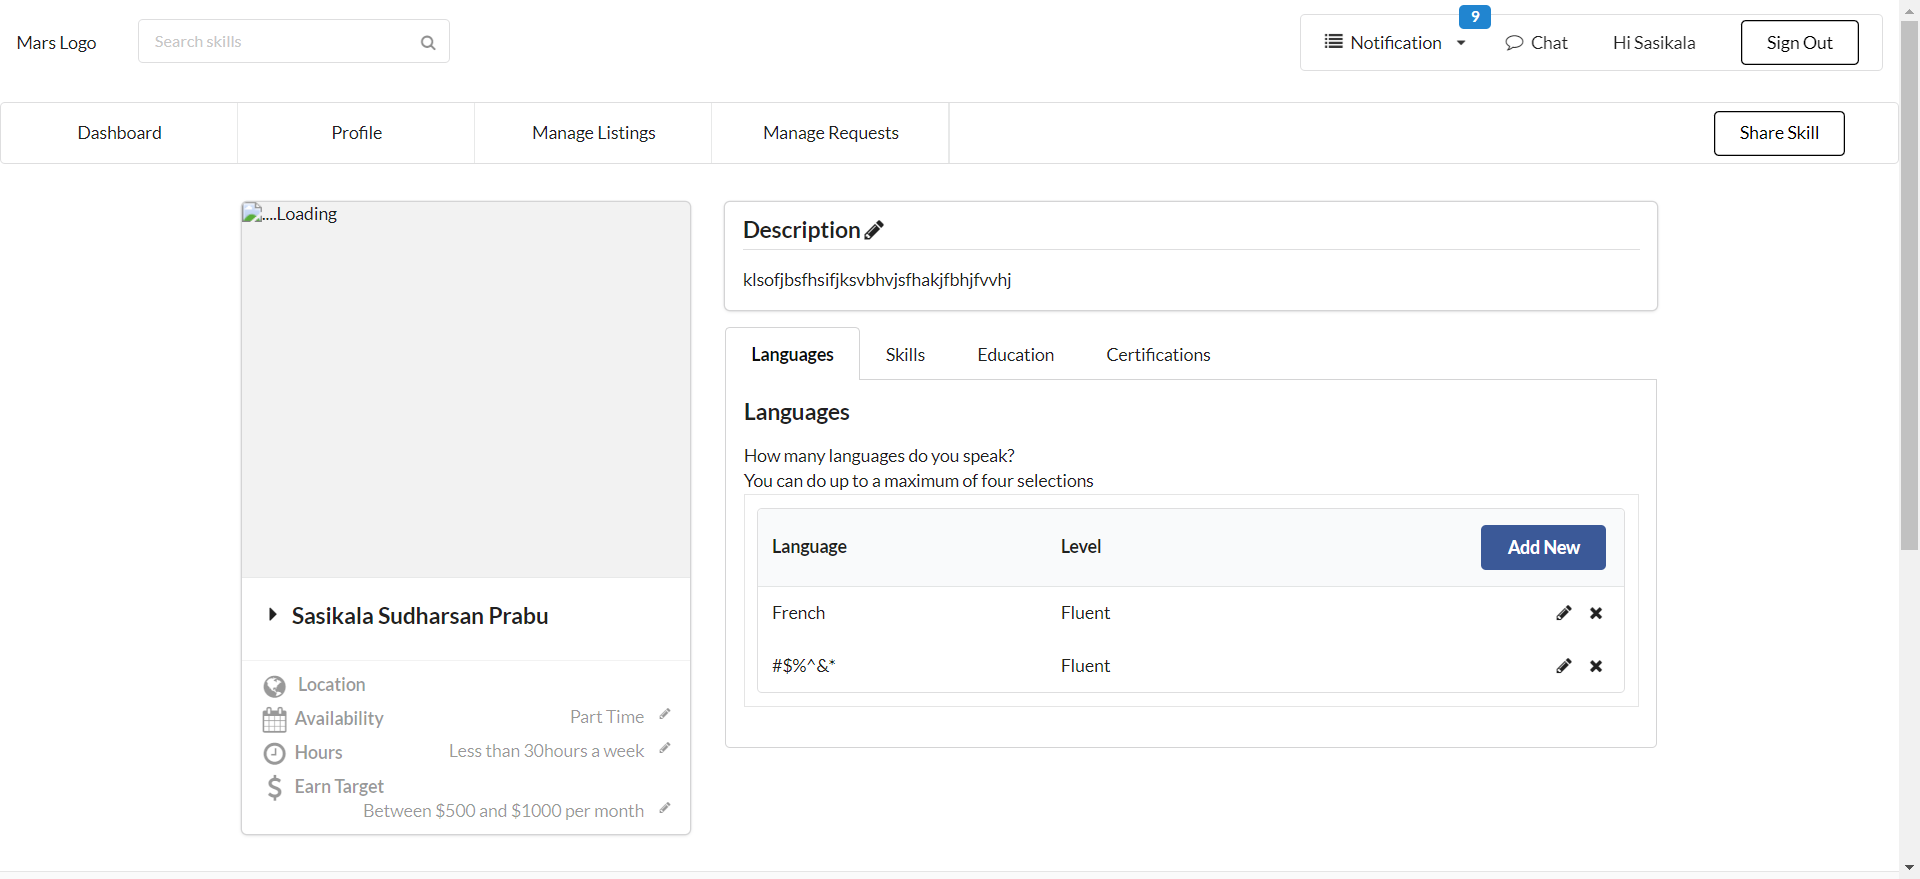 Mars Logo
Search skills
9
Notification
Chat
Hi Sasikala
Sign Out
Dashboard
Profile
Manage Listings
Manage Requests
Share Skill
....Loading
Sasikala Sudharsan Prabu
Location
Availability
Part Time
Hours
Less than 30hours a week
Earn Target
Between $500 and $1000 per month
Description
klsofjbsfhsifjksvbhvjsfhakjfbhjfvvhj
Languages
Skills
Education
Certifications
Languages
How many languages do you speak?
You can do up to a maximum of four selections
Language
Level
Add New
French
Fluent
#$%^&*
Fluent